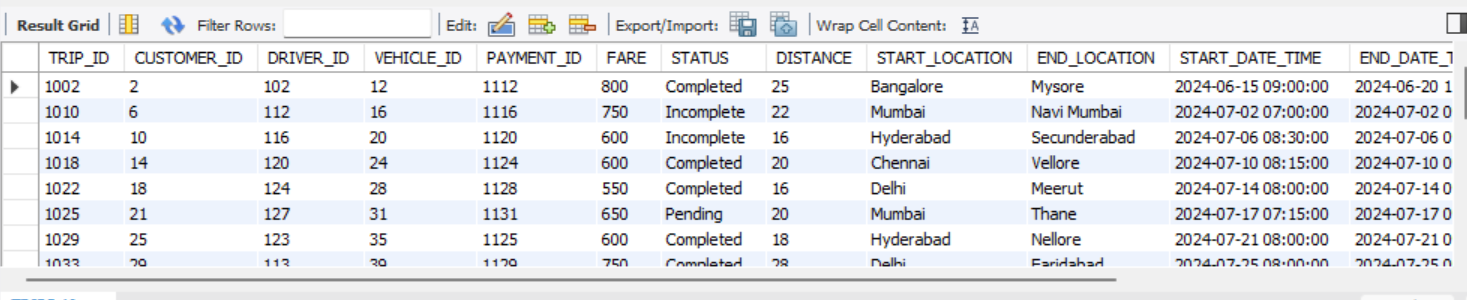 Result Grid Filter Rows: Edit: Export/Import: Wrap Cell Content: IA
TRIP_ID CUSTOMER_ID DRIVER_ID VEHICLE_ID PAYMENT_ID FARE STATUS DISTANCE START_LOCATION END_LOCATION START_DATE_TIME END_DATE_T
1002 2 102 12 1112 800 Completed 25 Bangalore Mysore 2024-06-15 09:00:00 2024-06-20 1
1010 6 112 16 1116 750 Incomplete 22 Mumbai Navi Mumbai 2024-07-02 07:00:00 2024-07-02 0
1014 10 116 20 1120 600 Incomplete 16 Hyderabad Secunderabad 2024-07-06 08:30:00 2024-07-06 0
1018 14 120 24 1124 600 Completed 20 Chennai Vellore 2024-07-10 08:15:00 2024-07-10 0
1022 18 124 28 1128 550 Completed 16 Delhi Meerut 2024-07-14 08:00:00 2024-07-14 0
1025 21 127 31 1131 650 Pending 20 Mumbai Thane 2024-07-17 07:15:00 2024-07-17 0
1029 25 123 35 1125 600 Completed 18 Hyderabad Nellore 2024-07-21 08:00:00 2024-07-21 0
1033 29 113 39 1129 750 Completed 28 Delhi Faridabad 2024-07-25 08:00:00 2024-07-25 0